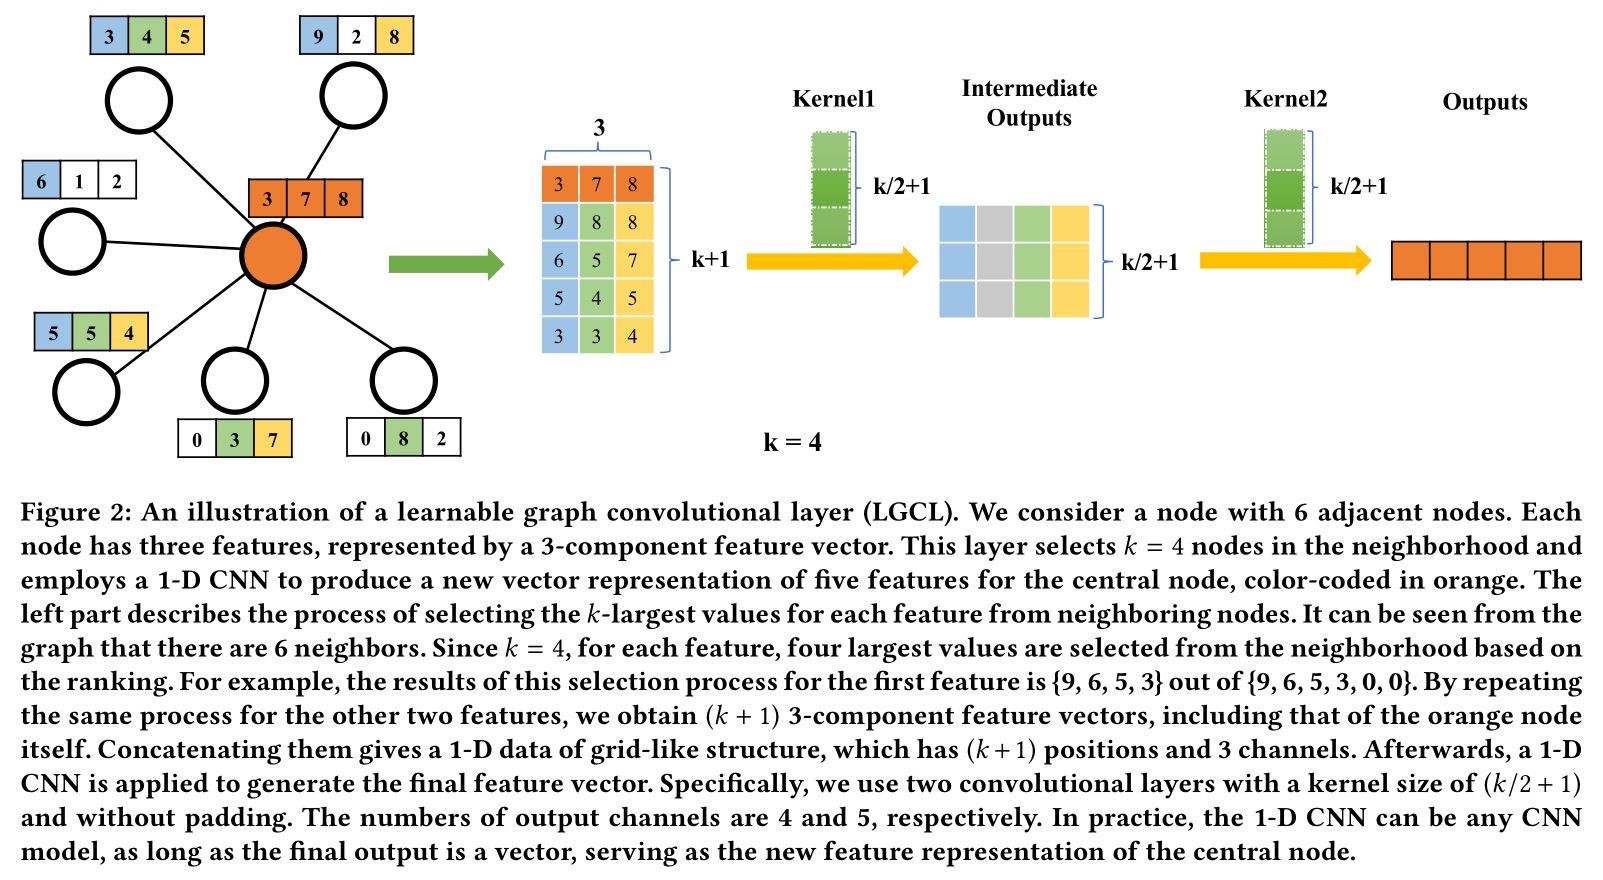 3 4 5
9 2 8
6 1 2
3 7 8
5 5 4
0 3 7
0 8 2
3
3 7 8
9 8 8
6 5 7
5 4 5
3 3 4
k+1
Kernel1
k/2+1
Intermediate
Outputs
k/2+1
Kernel2
k/2+1
Outputs
k = 4
Figure 2: An illustration of a learnable graph convolutional layer (LGCL). We consider a node with 6 adjacent nodes. Each
node has three features, represented by a 3-component feature vector. This layer selects k = 4 nodes in the neighborhood and
employs a 1-D CNN to produce a new vector representation of five features for the central node, color-coded in orange. The
left part describes the process of selecting the k-largest values for each feature from neighboring nodes. It can be seen from the
graph that there are 6 neighbors. Since k = 4, for each feature, four largest values are selected from the neighborhood based on
the ranking. For example, the results of this selection process for the first feature is {9, 6, 5, 3} out of {9, 6, 5, 3, 0, 0}. By repeating
the same process for the other two features, we obtain (k + 1) 3-component feature vectors, including that of the orange node
itself. Concatenating them gives a 1-D data of grid-like structure, which has (k+1) positions and 3 channels. Afterwards, a 1-D
CNN is applied to generate the final feature vector. Specifically, we use two convolutional layers with a kernel size of (k/2 + 1)
and without padding. The numbers of output channels are 4 and 5, respectively. In practice, the 1-D CNN can be any CNN
model, as long as the final output is a vector, serving as the new feature representation of the central node.